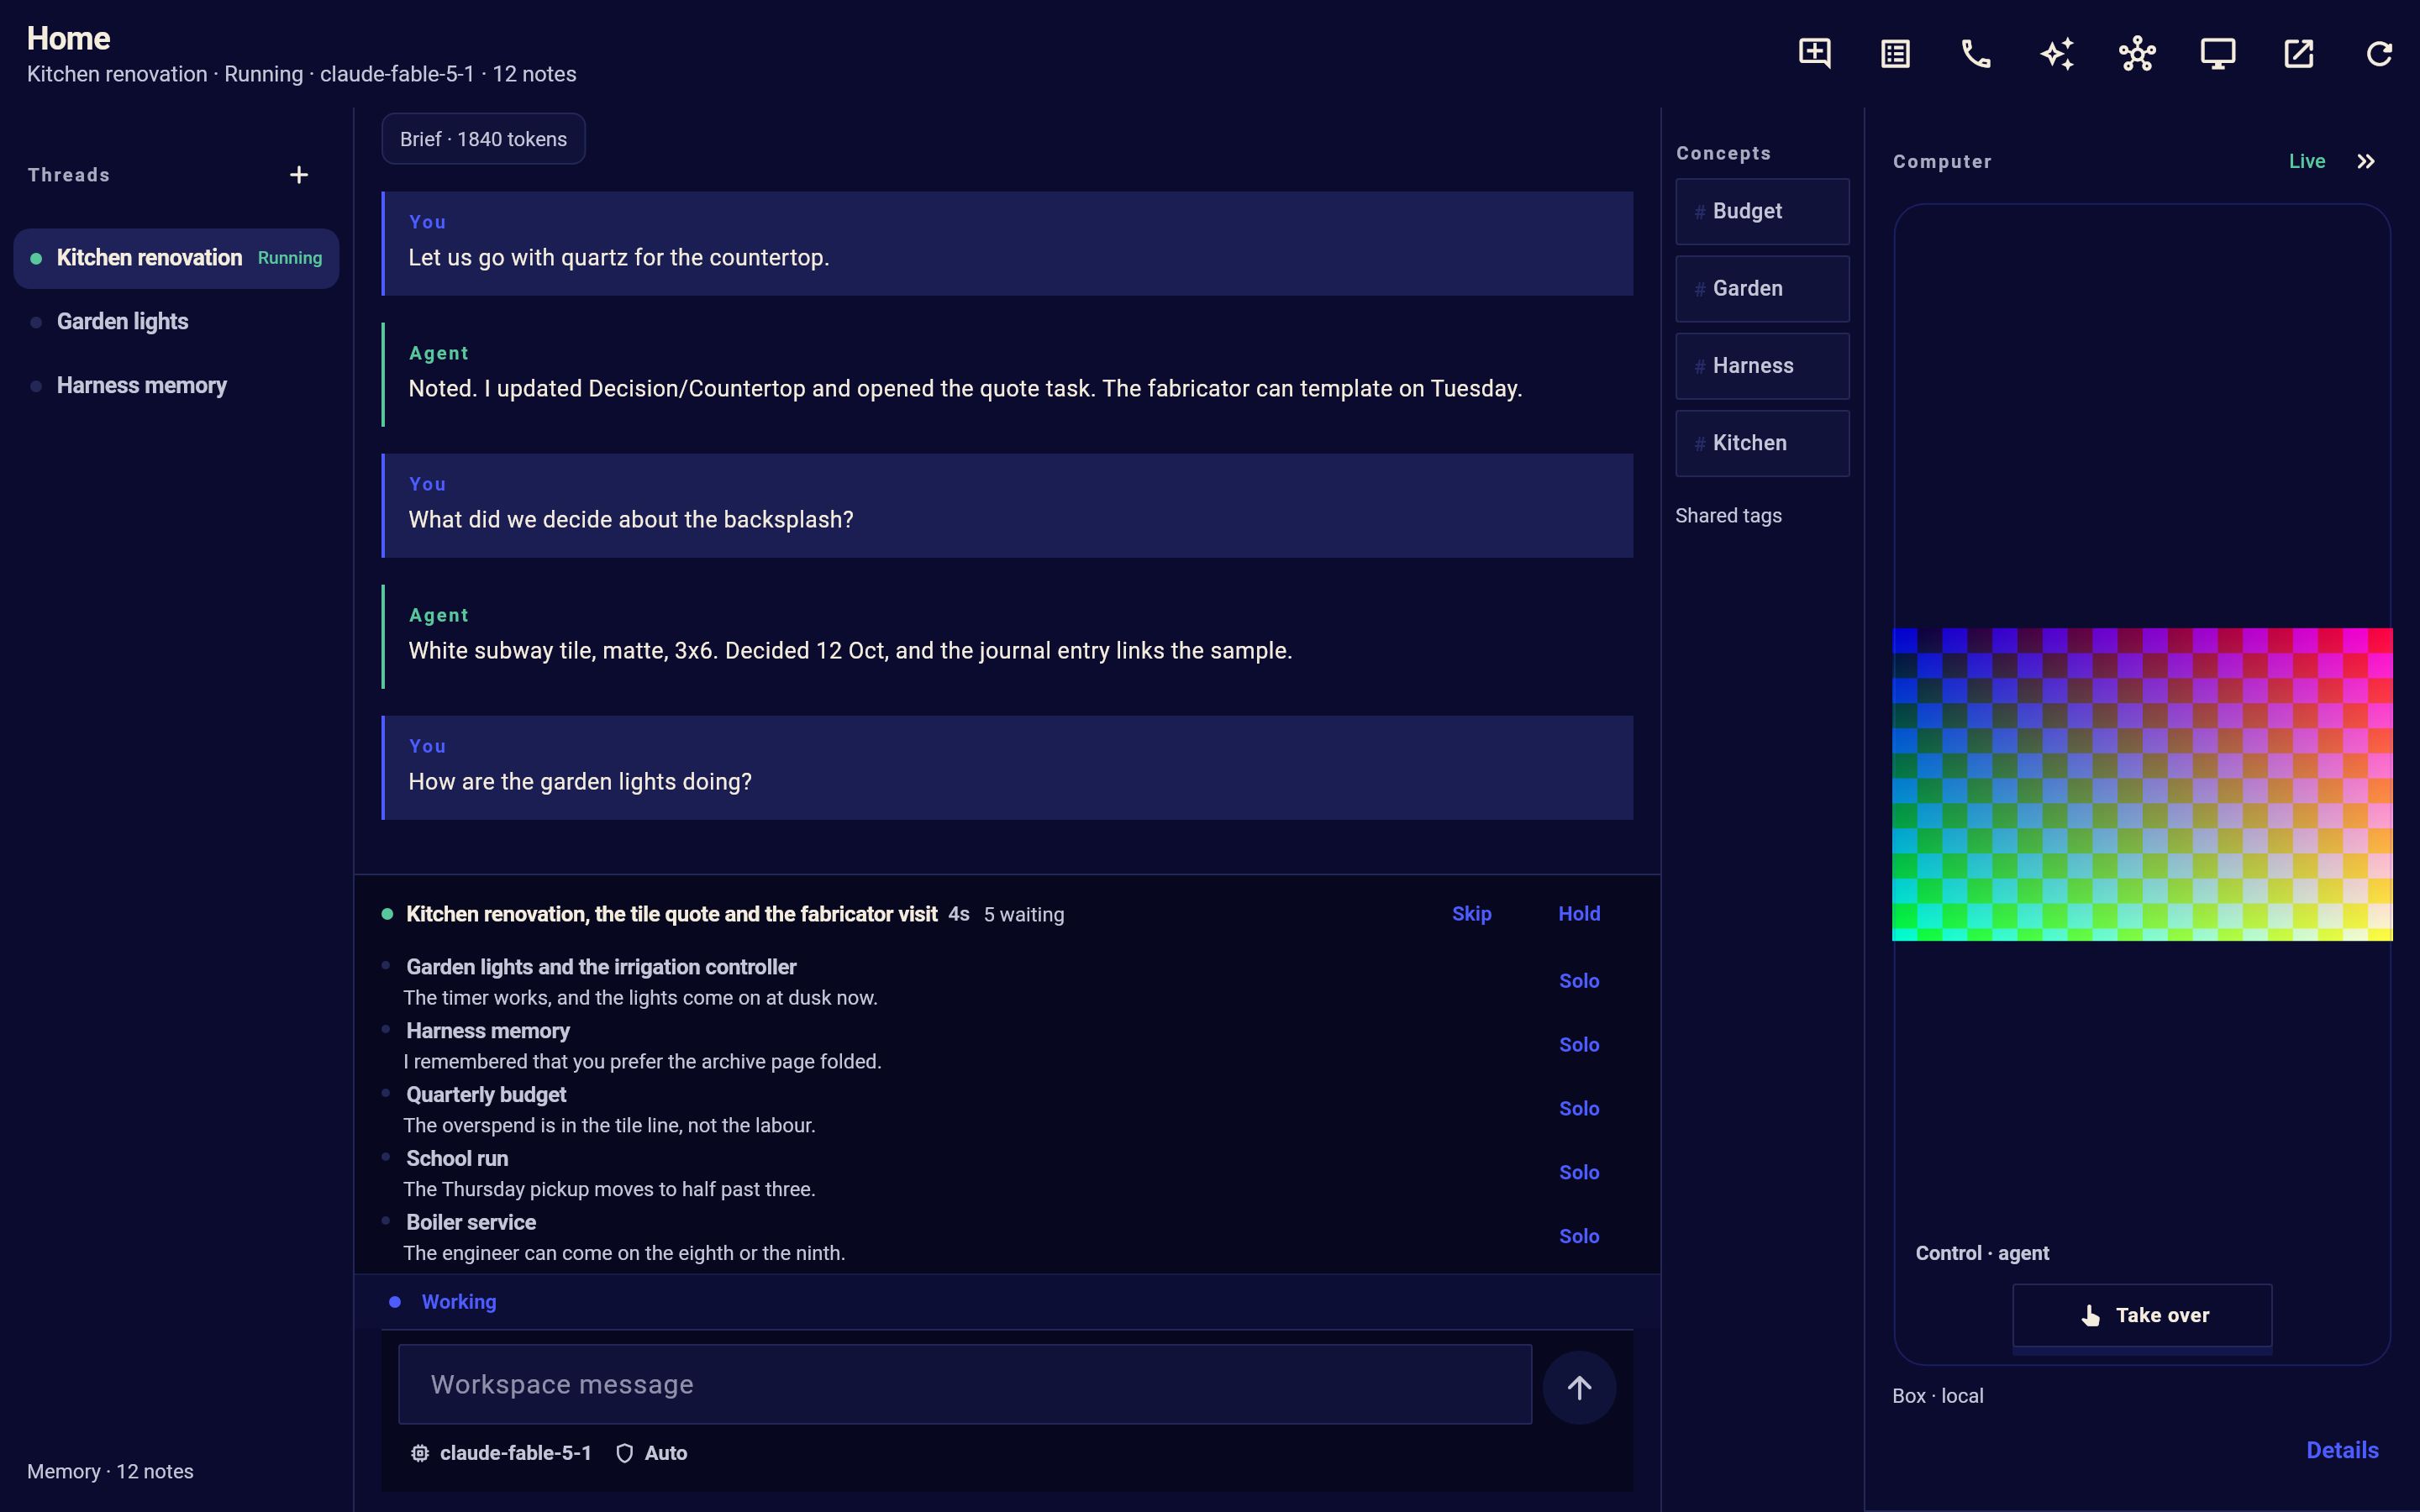 Home
Kitchen renovation · Running · claude-fable-5-1 · 12 notes
Threads
Kitchen renovation Running
Garden lights
Harness memory
Memory · 12 notes
Brief · 1840 tokens
You
Let us go with quartz for the countertop.
Agent
Noted. I updated Decision/Countertop and opened the quote task. The fabricator can template on Tuesday.
You
What did we decide about the backsplash?
Agent
White subway tile, matte, 3x6. Decided 12 Oct, and the journal entry links the sample.
You
How are the garden lights doing?
Kitchen renovation, the tile quote and the fabricator visit 4s 5 waiting Skip Hold
Garden lights and the irrigation controller
The timer works, and the lights come on at dusk now.
Solo
Harness memory
I remembered that you prefer the archive page folded.
Solo
Quarterly budget
The overspend is in the tile line, not the labour.
Solo
School run
The Thursday pickup moves to half past three.
Solo
Boiler service
The engineer can come on the eighth or the ninth.
Solo
Working
Workspace message
claude-fable-5-1 Auto
Concepts
# Budget
# Garden
# Harness
# Kitchen
Shared tags
Computer Live
Control · agent
Take over
Box · local
Details